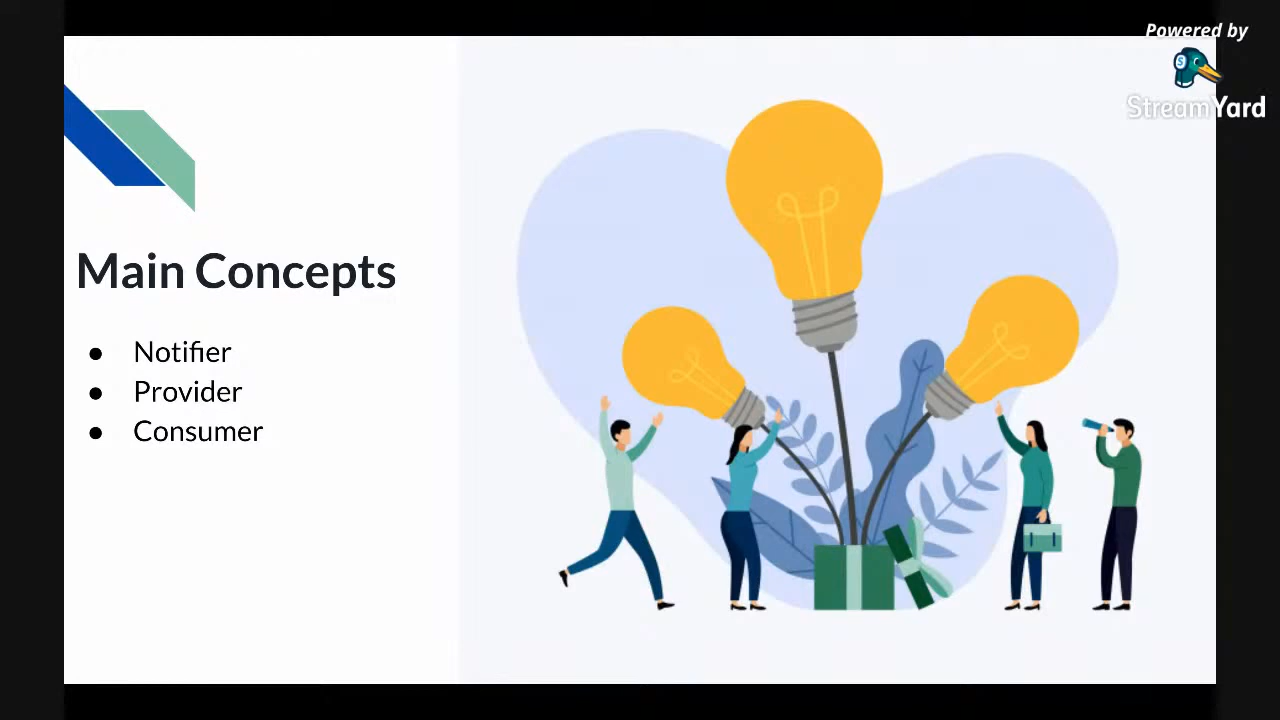 Powered by
StreamYard
Main Concepts
● Notifier
● Provider
● Consumer